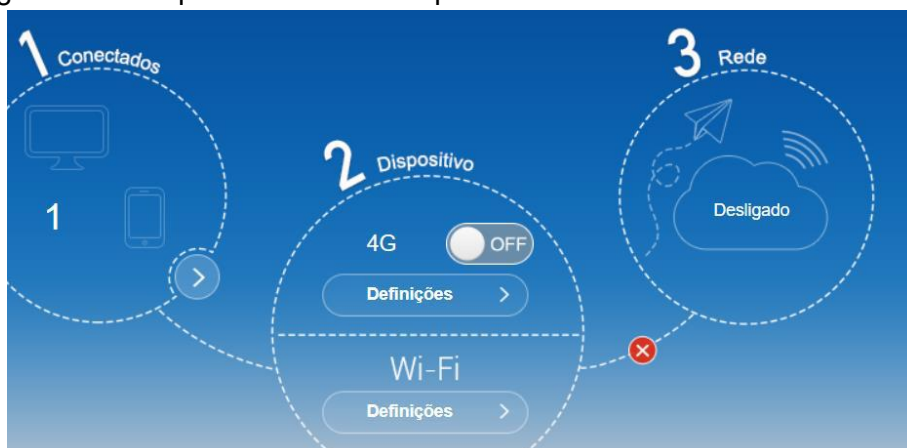 1 Conectados
1
2 Dispositivo
4G OFF
Definições
Wi-Fi
Definições
3 Rede
Desligado